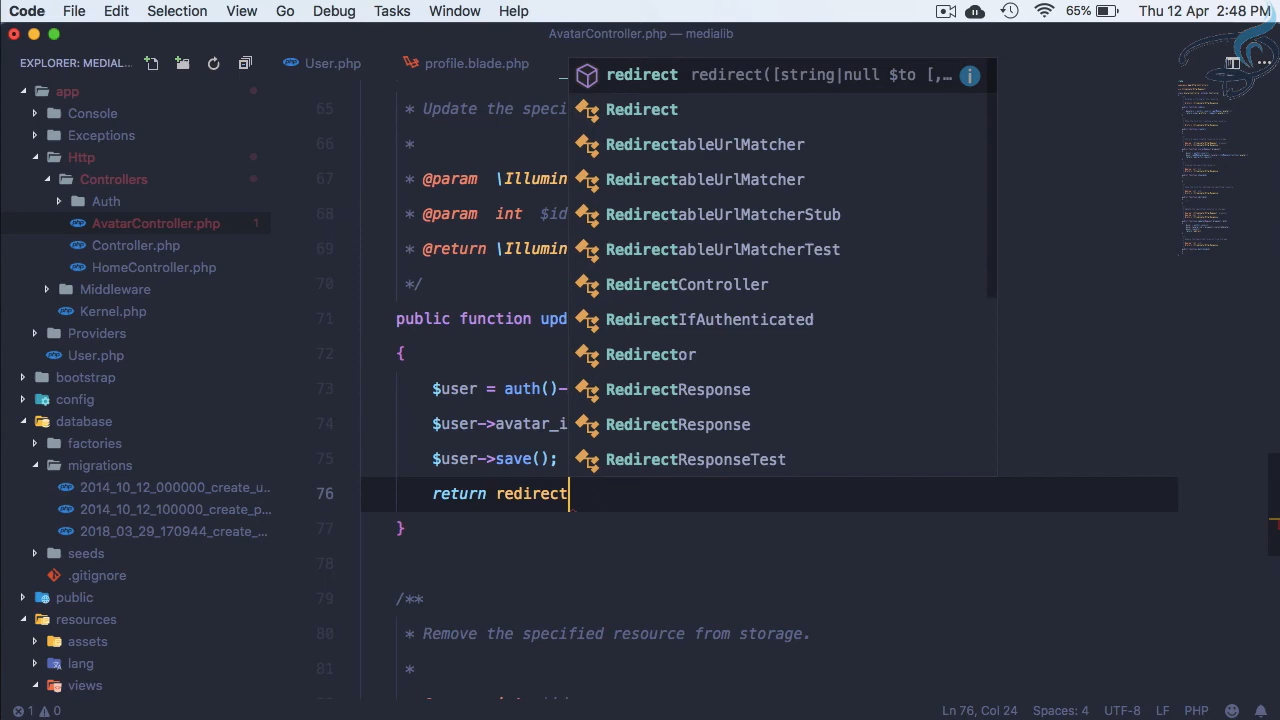 Code File Edit Selection View Go Debug Tasks Window Help 65% Thu 12 Apr 2:48 PM
AvatarController.php — medialib
EXPLORER: MEDIAL… User.php profile.blade.php
app
Console
Exceptions
Http
Controllers
Auth
AvatarController.php 1
Controller.php
HomeController.php
Middleware
Kernel.php
Providers
User.php
bootstrap
config
database
factories
migrations
2014_10_12_000000_create_u…
2014_10_12_100000_create_p…
2018_03_29_170944_create_…
seeds
.gitignore
public
resources
assets
lang
views
65 * Update the speci
66 *
67 * @param \Illumin
68 * @param int $id
69 * @return \Illumin
70 */
71 public function upd
72 {
73 $user = auth()-
74 $user->avatar_i
75 $user->save();
76 return redirect
77 }
78
79 /**
80 * Remove the specified resource from storage.
81 *
redirect redirect([string|null $to [,…
Redirect
RedirectableUrlMatcher
RedirectableUrlMatcher
RedirectableUrlMatcherStub
RedirectableUrlMatcherTest
RedirectController
RedirectIfAuthenticated
Redirector
RedirectResponse
RedirectResponse
RedirectResponseTest
1 0 Ln 76, Col 24 Spaces: 4 UTF-8 LF PHP